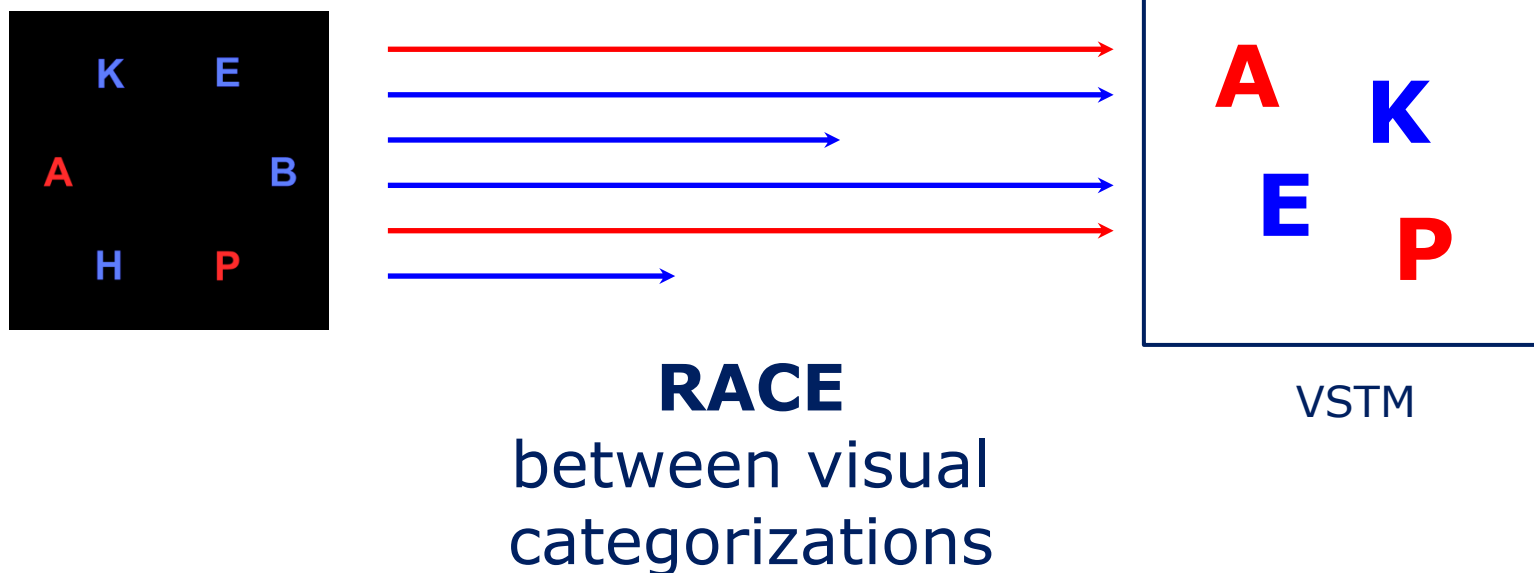 K E
A B
H P
A
K
E
P
RACE
between visual
categorizations
VSTM